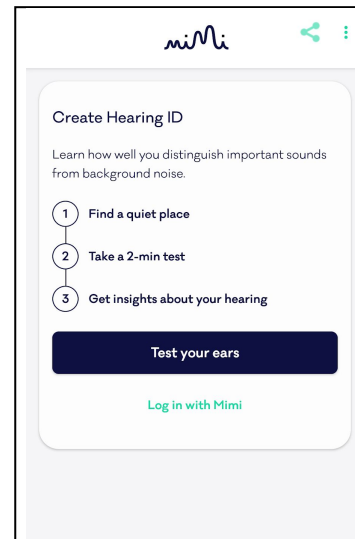 mimi
Create Hearing ID
Learn how well you distinguish important sounds
from background noise.
1 Find a quiet place
2 Take a 2-min test
3 Get insights about your hearing
Test your ears
Log in with Mimi